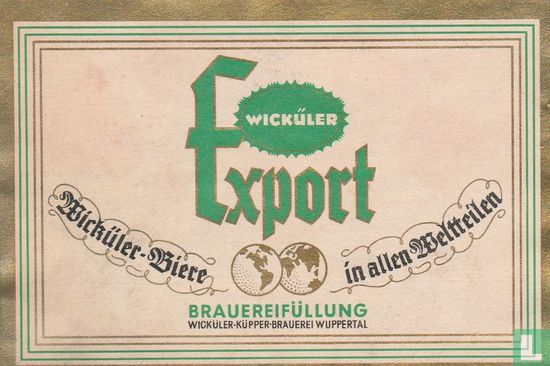 WICKÜLER
Export
Wicküler-Biere
in allen Weltteilen
BRAUEREIFÜLLUNG
WICKÜLER-KÜPPER-BRAUEREI WUPPERTAL